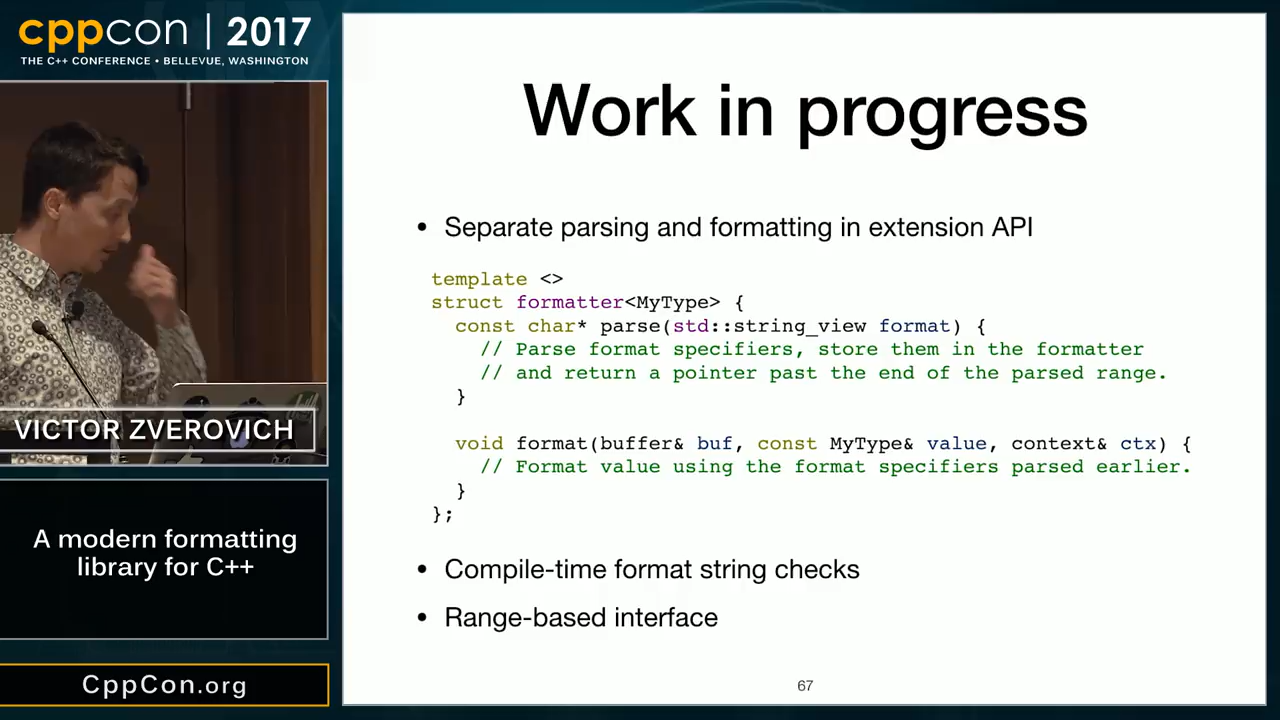 cppcon | 2017
THE C++ CONFERENCE • BELLEVUE, WASHINGTON
VICTOR ZVEROVICH
A modern formatting
library for C++
CppCon.org
Work in progress
• Separate parsing and formatting in extension API
template <>
struct formatter<MyType> {
const char* parse(std::string_view format) {
// Parse format specifiers, store them in the formatter
// and return a pointer past the end of the parsed range.
}
void format(buffer& buf, const MyType& value, context& ctx) {
// Format value using the format specifiers parsed earlier.
}
};
• Compile-time format string checks
• Range-based interface
67